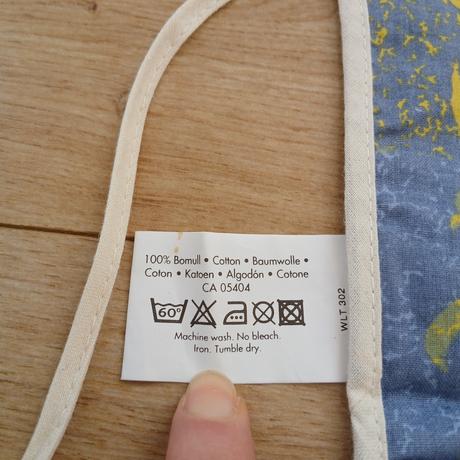 100% Bomull • Cotton • Baumwolle •
Coton • Katoen • Algodón • Cotone
CA 05404
60°
Machine wash. No bleach.
Iron. Tumble dry.
WLT 302